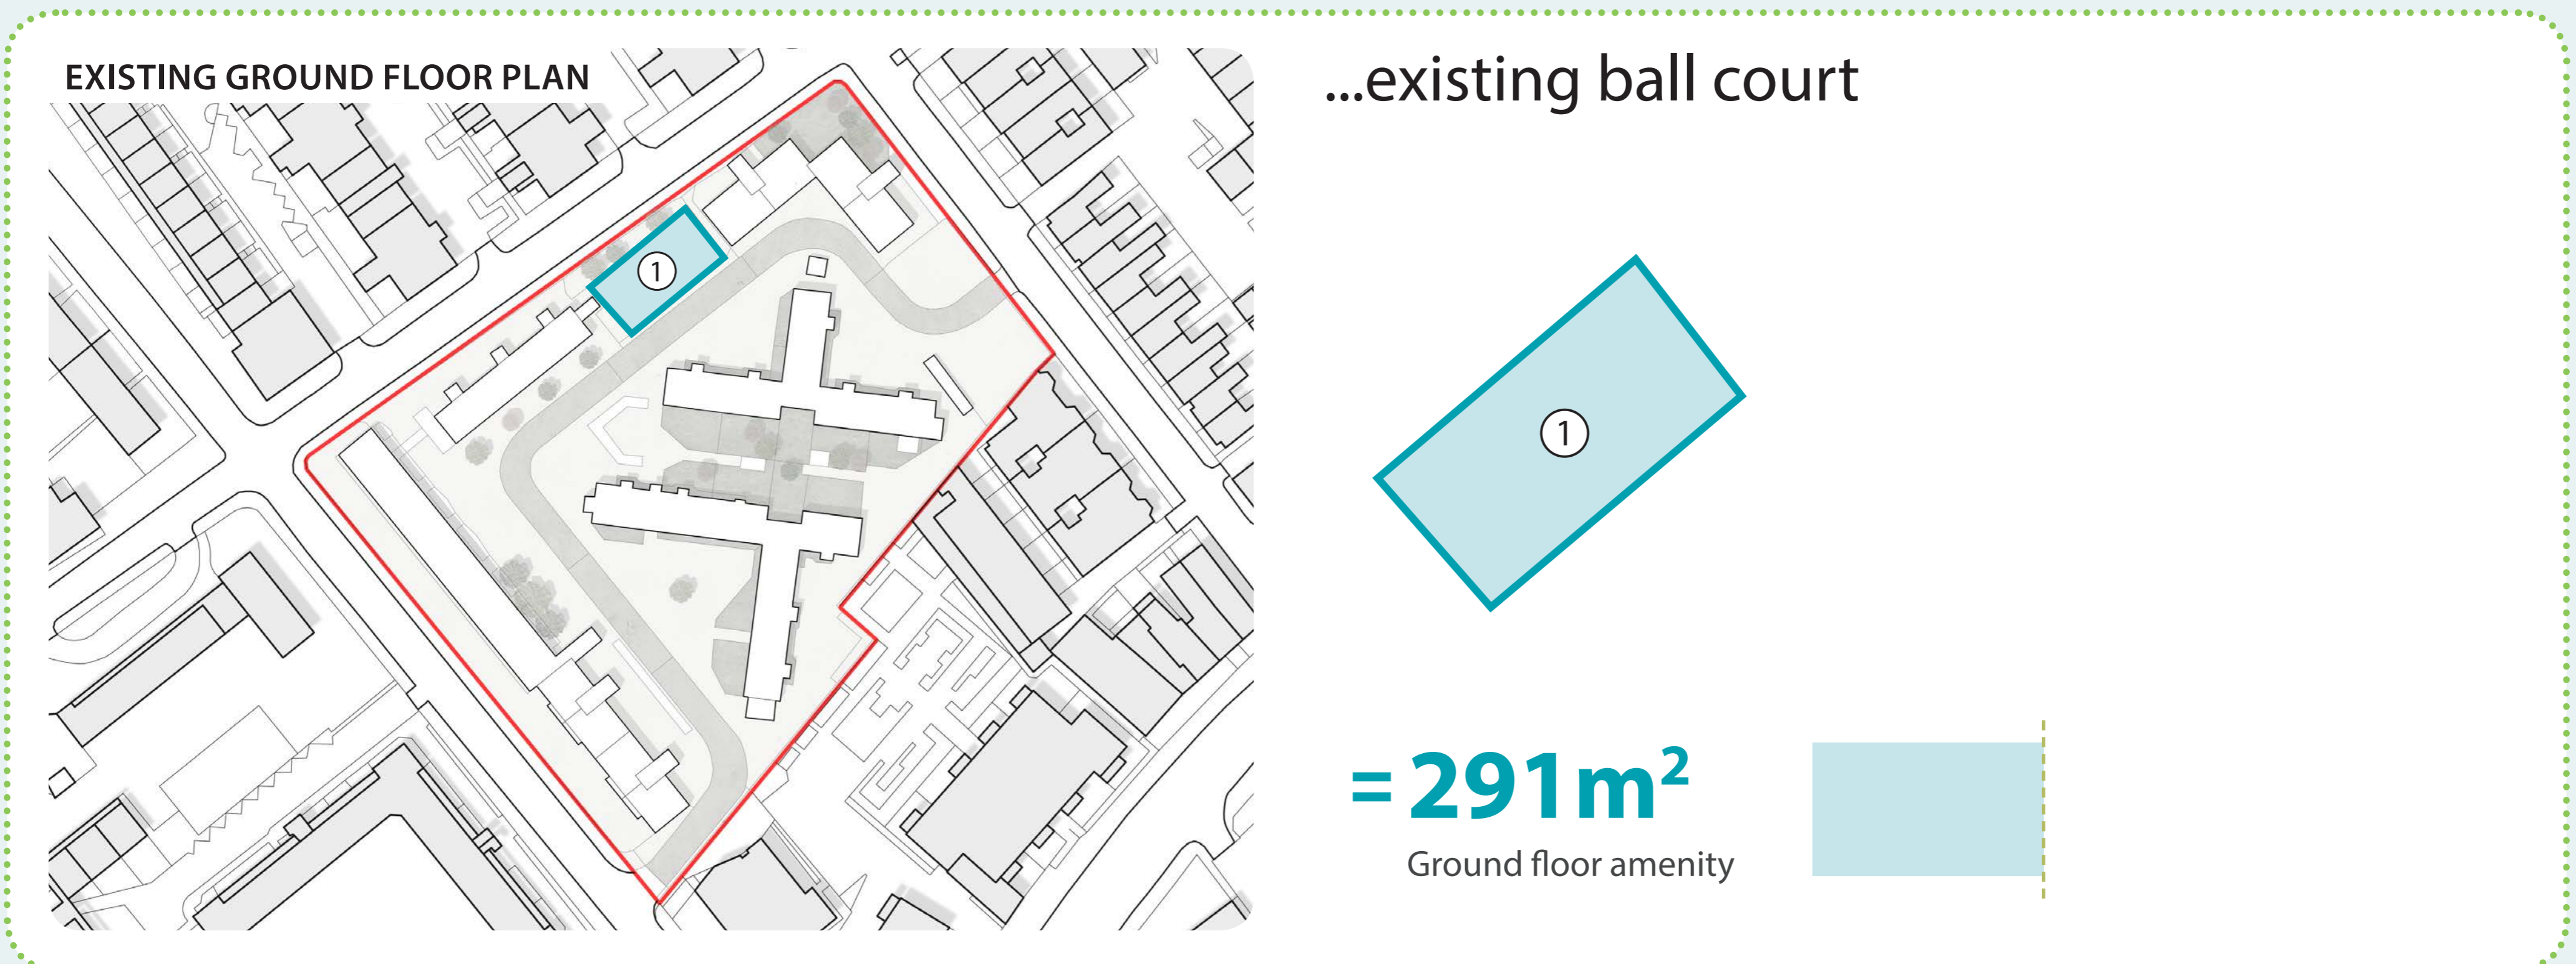 EXISTING GROUND FLOOR PLAN
...existing ball court
1
1
= 291m²
Ground floor amenity